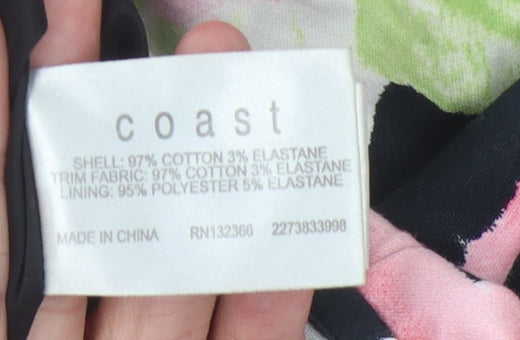 coast
SHELL: 97% COTTON 3% ELASTANE
TRIM FABRIC: 97% COTTON 3% ELASTANE
LINING: 95% POLYESTER 5% ELASTANE
MADE IN CHINA RN132366 2273833998